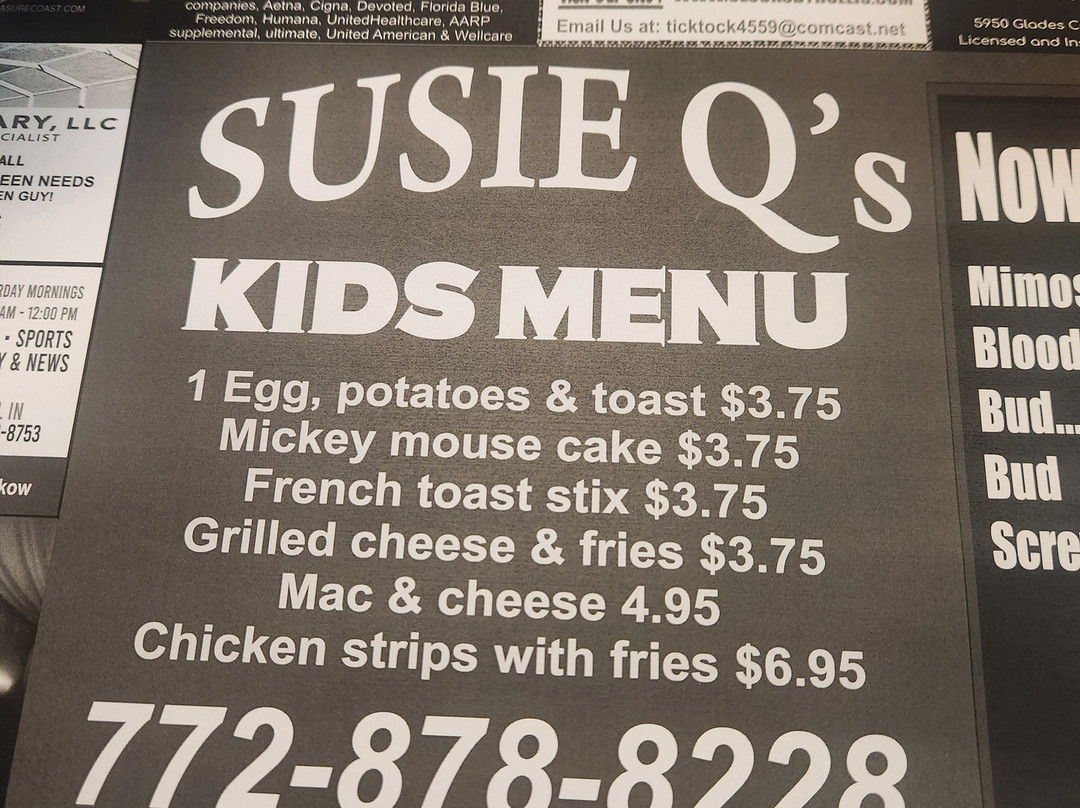 ASURECOAST.COM
companies, Aetna, Cigna, Devoted, Florida Blue,
Freedom, Humana, UnitedHealthcare, AARP
supplemental, ultimate, United American & Wellcare
Email Us at: ticktock4559@comcast.net
5950 Glades C
Licensed and In
ARY, LLC
CIALIST
ALL
EEN NEEDS
EN GUY!
RDAY MORNINGS
AM - 12:00 PM
• SPORTS
Y & NEWS
L IN
-8753
kow
SUSIE Q's
KIDS MENU
1 Egg, potatoes & toast $3.75
Mickey mouse cake $3.75
French toast stix $3.75
Grilled cheese & fries $3.75
Mac & cheese 4.95
Chicken strips with fries $6.95
772-878-8228
Now
Mimos
Blood
Bud...
Bud
Scre